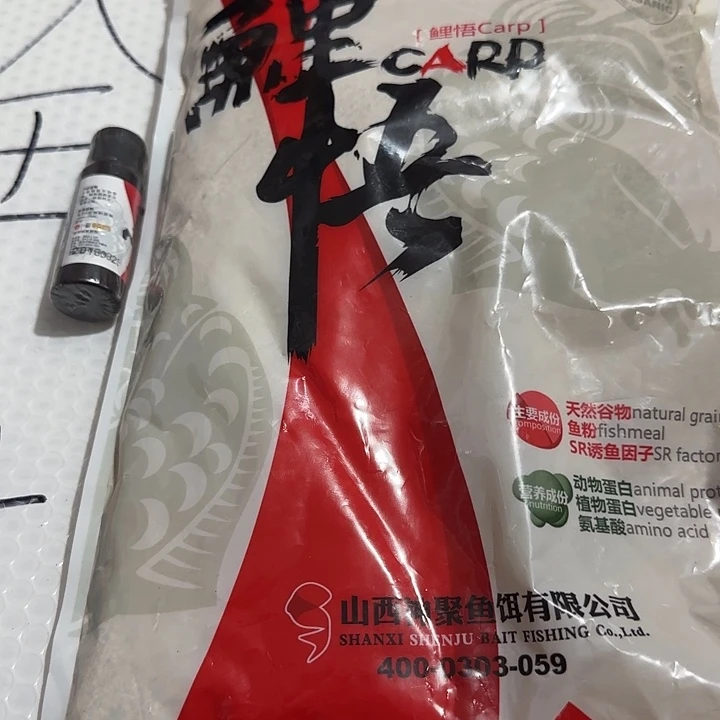 [鲤悟Carp]
CARP
鲤悟
主要成份
composition
天然谷物natural grai
鱼粉fishmeal
SR诱鱼因子SR factor
营养成份
nutrition
动物蛋白animal prot
植物蛋白vegetable
氨基酸amino acid
山西神聚鱼饵有限公司
SHANXI SHENJU BAIT FISHING Co.,Ltd.
400-0303-059